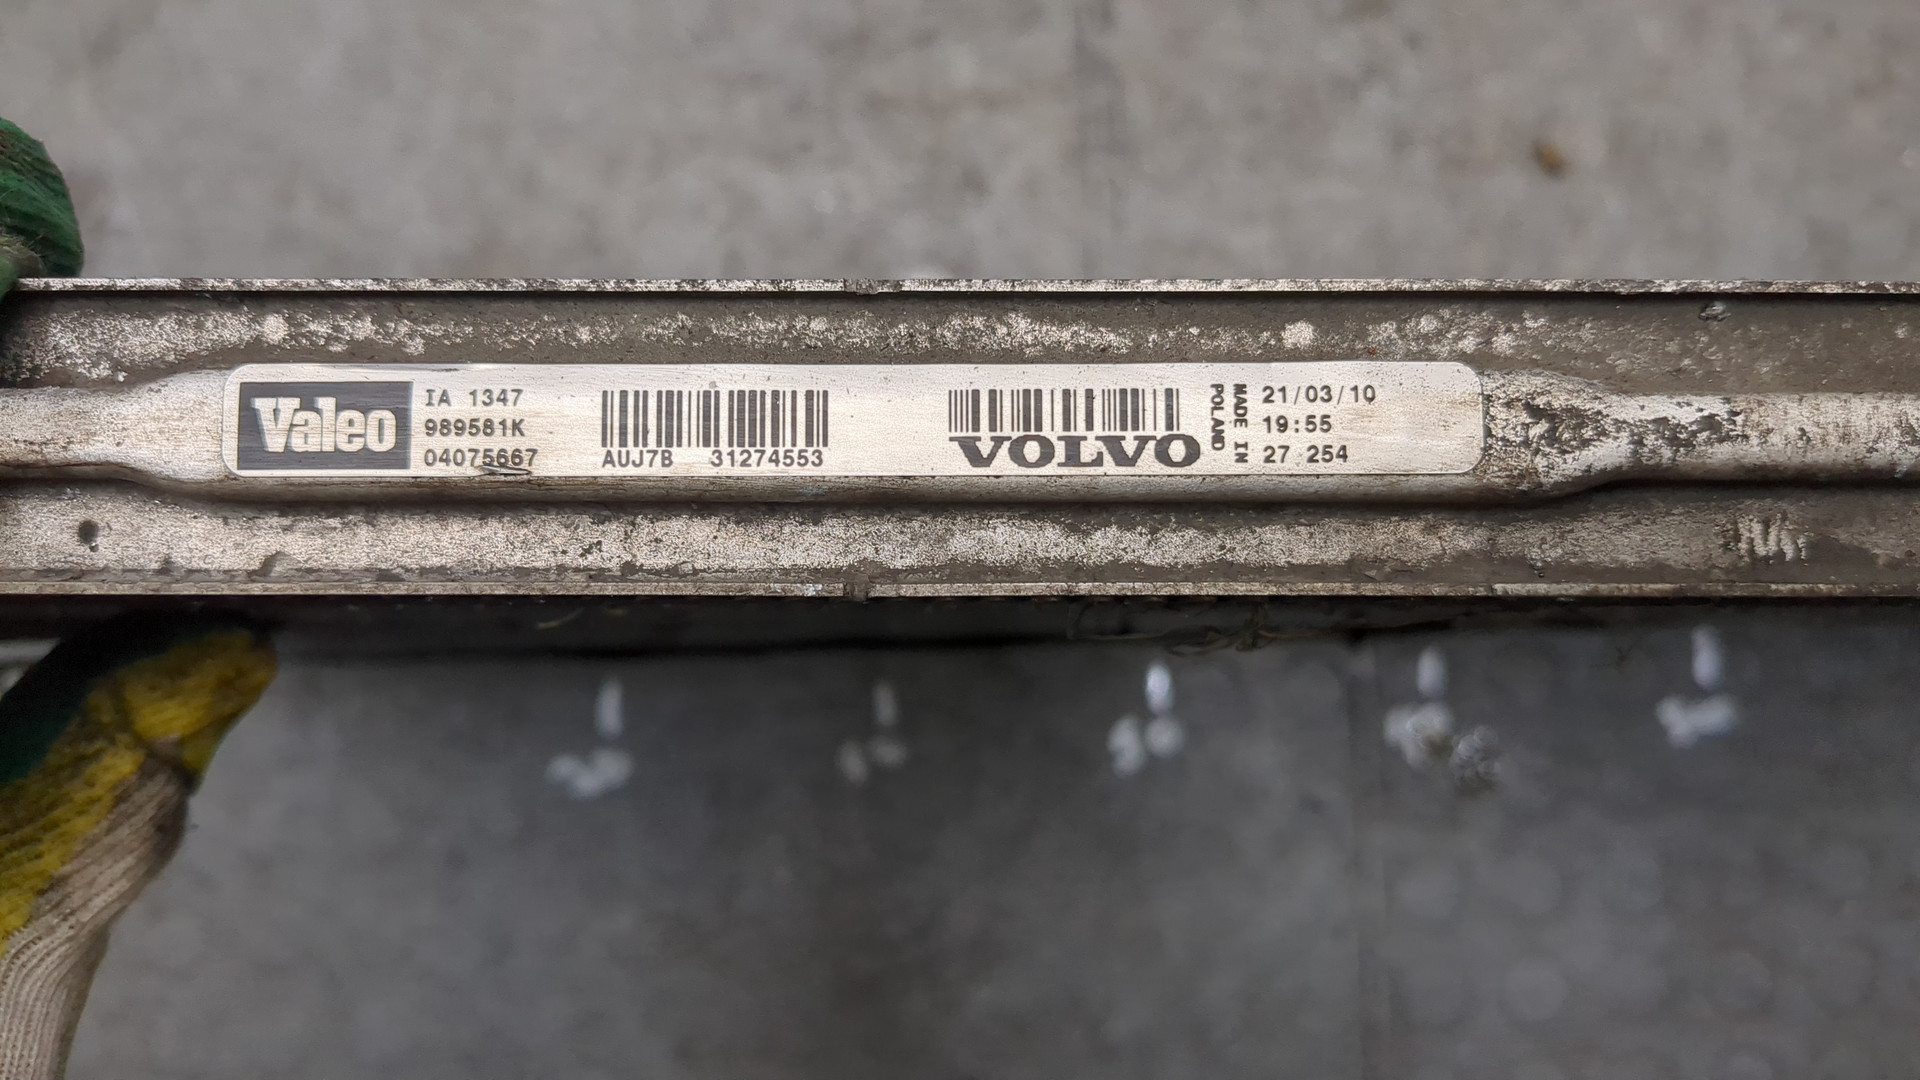 Valeo
IA 1347
989581K
04075667
AUJ7B 31274553
VOLVO
MADE IN
POLAND
21/03/10
19:55
27 254